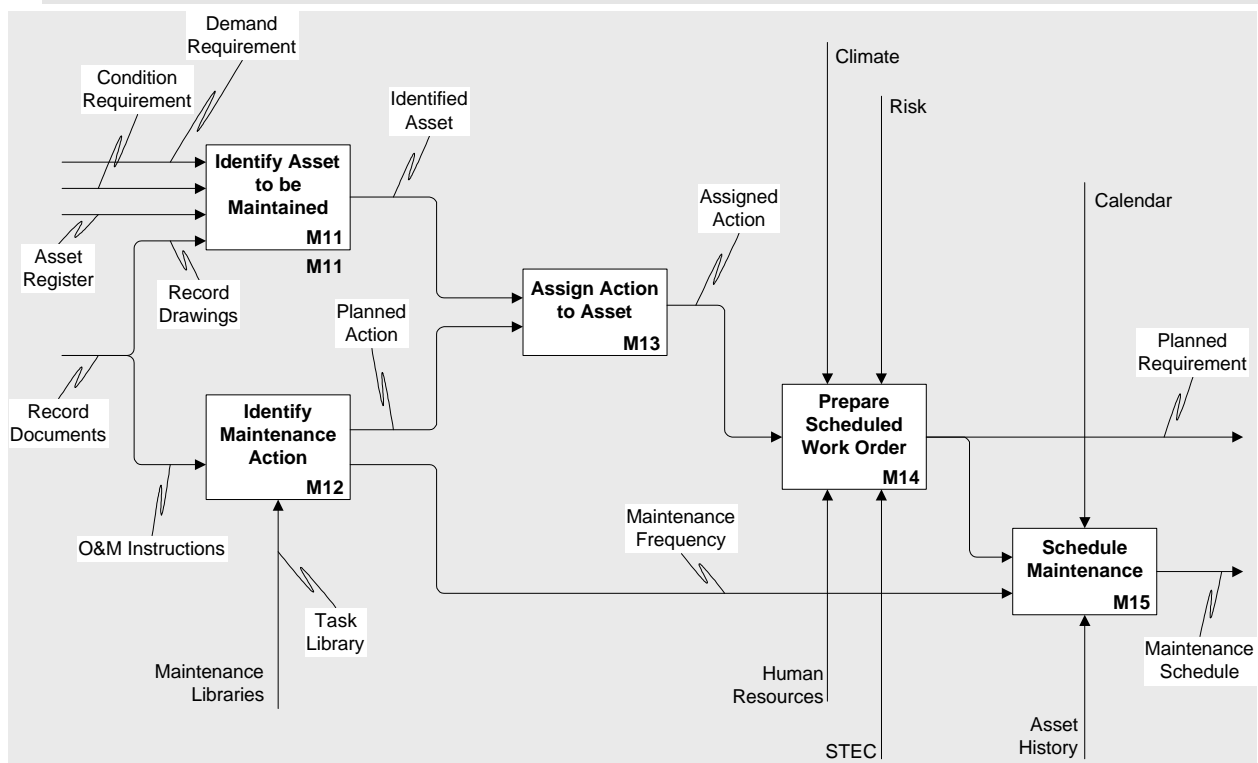 Demand
Requirement
Climate
Condition
Requirement
Identified
Asset
Risk
Identify Asset
to be
Maintained
M11
M11
Assigned
Action
Calendar
Asset
Register
Record
Drawings
Assign Action
to Asset
M13
Planned
Action
Planned
Requirement
Record
Documents
Identify
Maintenance
Action
M12
Prepare
Scheduled
Work Order
M14
O&M Instructions
Maintenance
Frequency
Schedule
Maintenance
M15
Task
Library
Maintenance
Libraries
Human
Resources
Maintenance
Schedule
STEC
Asset
History